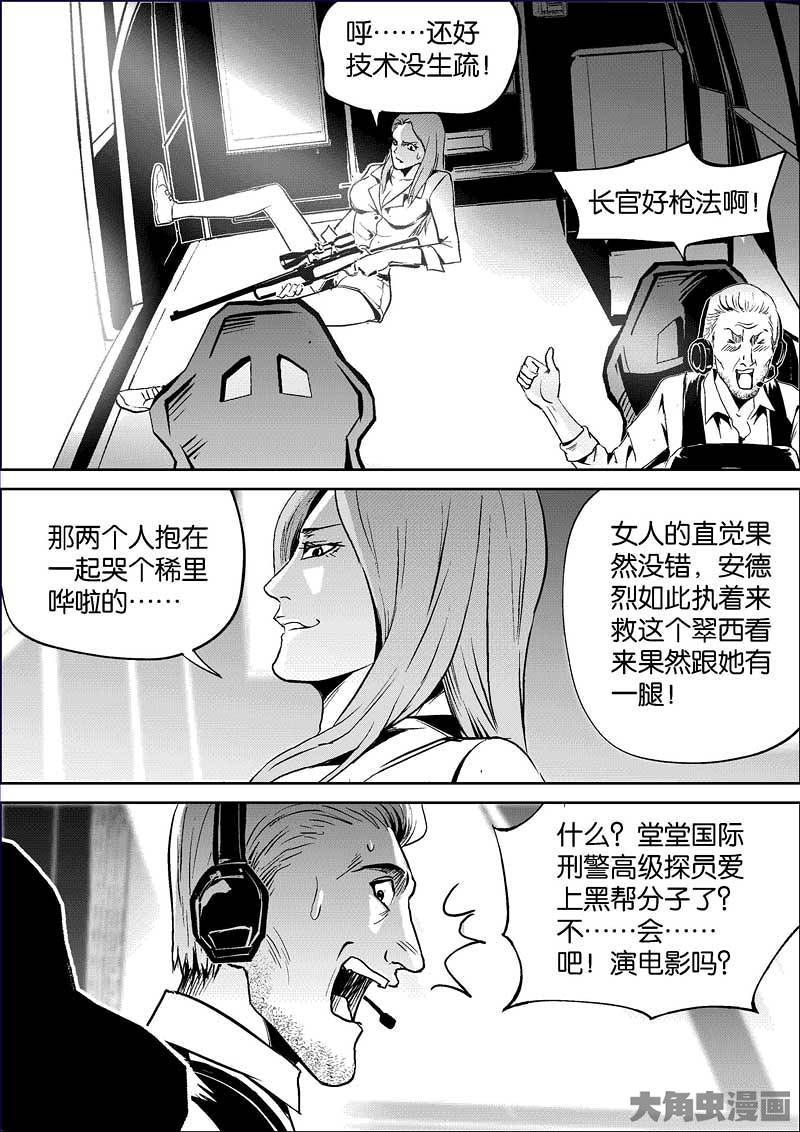 呼……还好
技术没生疏！
长官好枪法啊！
那两个人抱在
一起哭个稀里
哗啦的……
女人的直觉果
然没错，安德
烈如此执着来
救这个翠西看
来果然跟她有
一腿！
什么？堂堂国际
刑警高级探员爱
上黑帮分子了？
不……会……
吧！演电影吗？
大角虫漫画